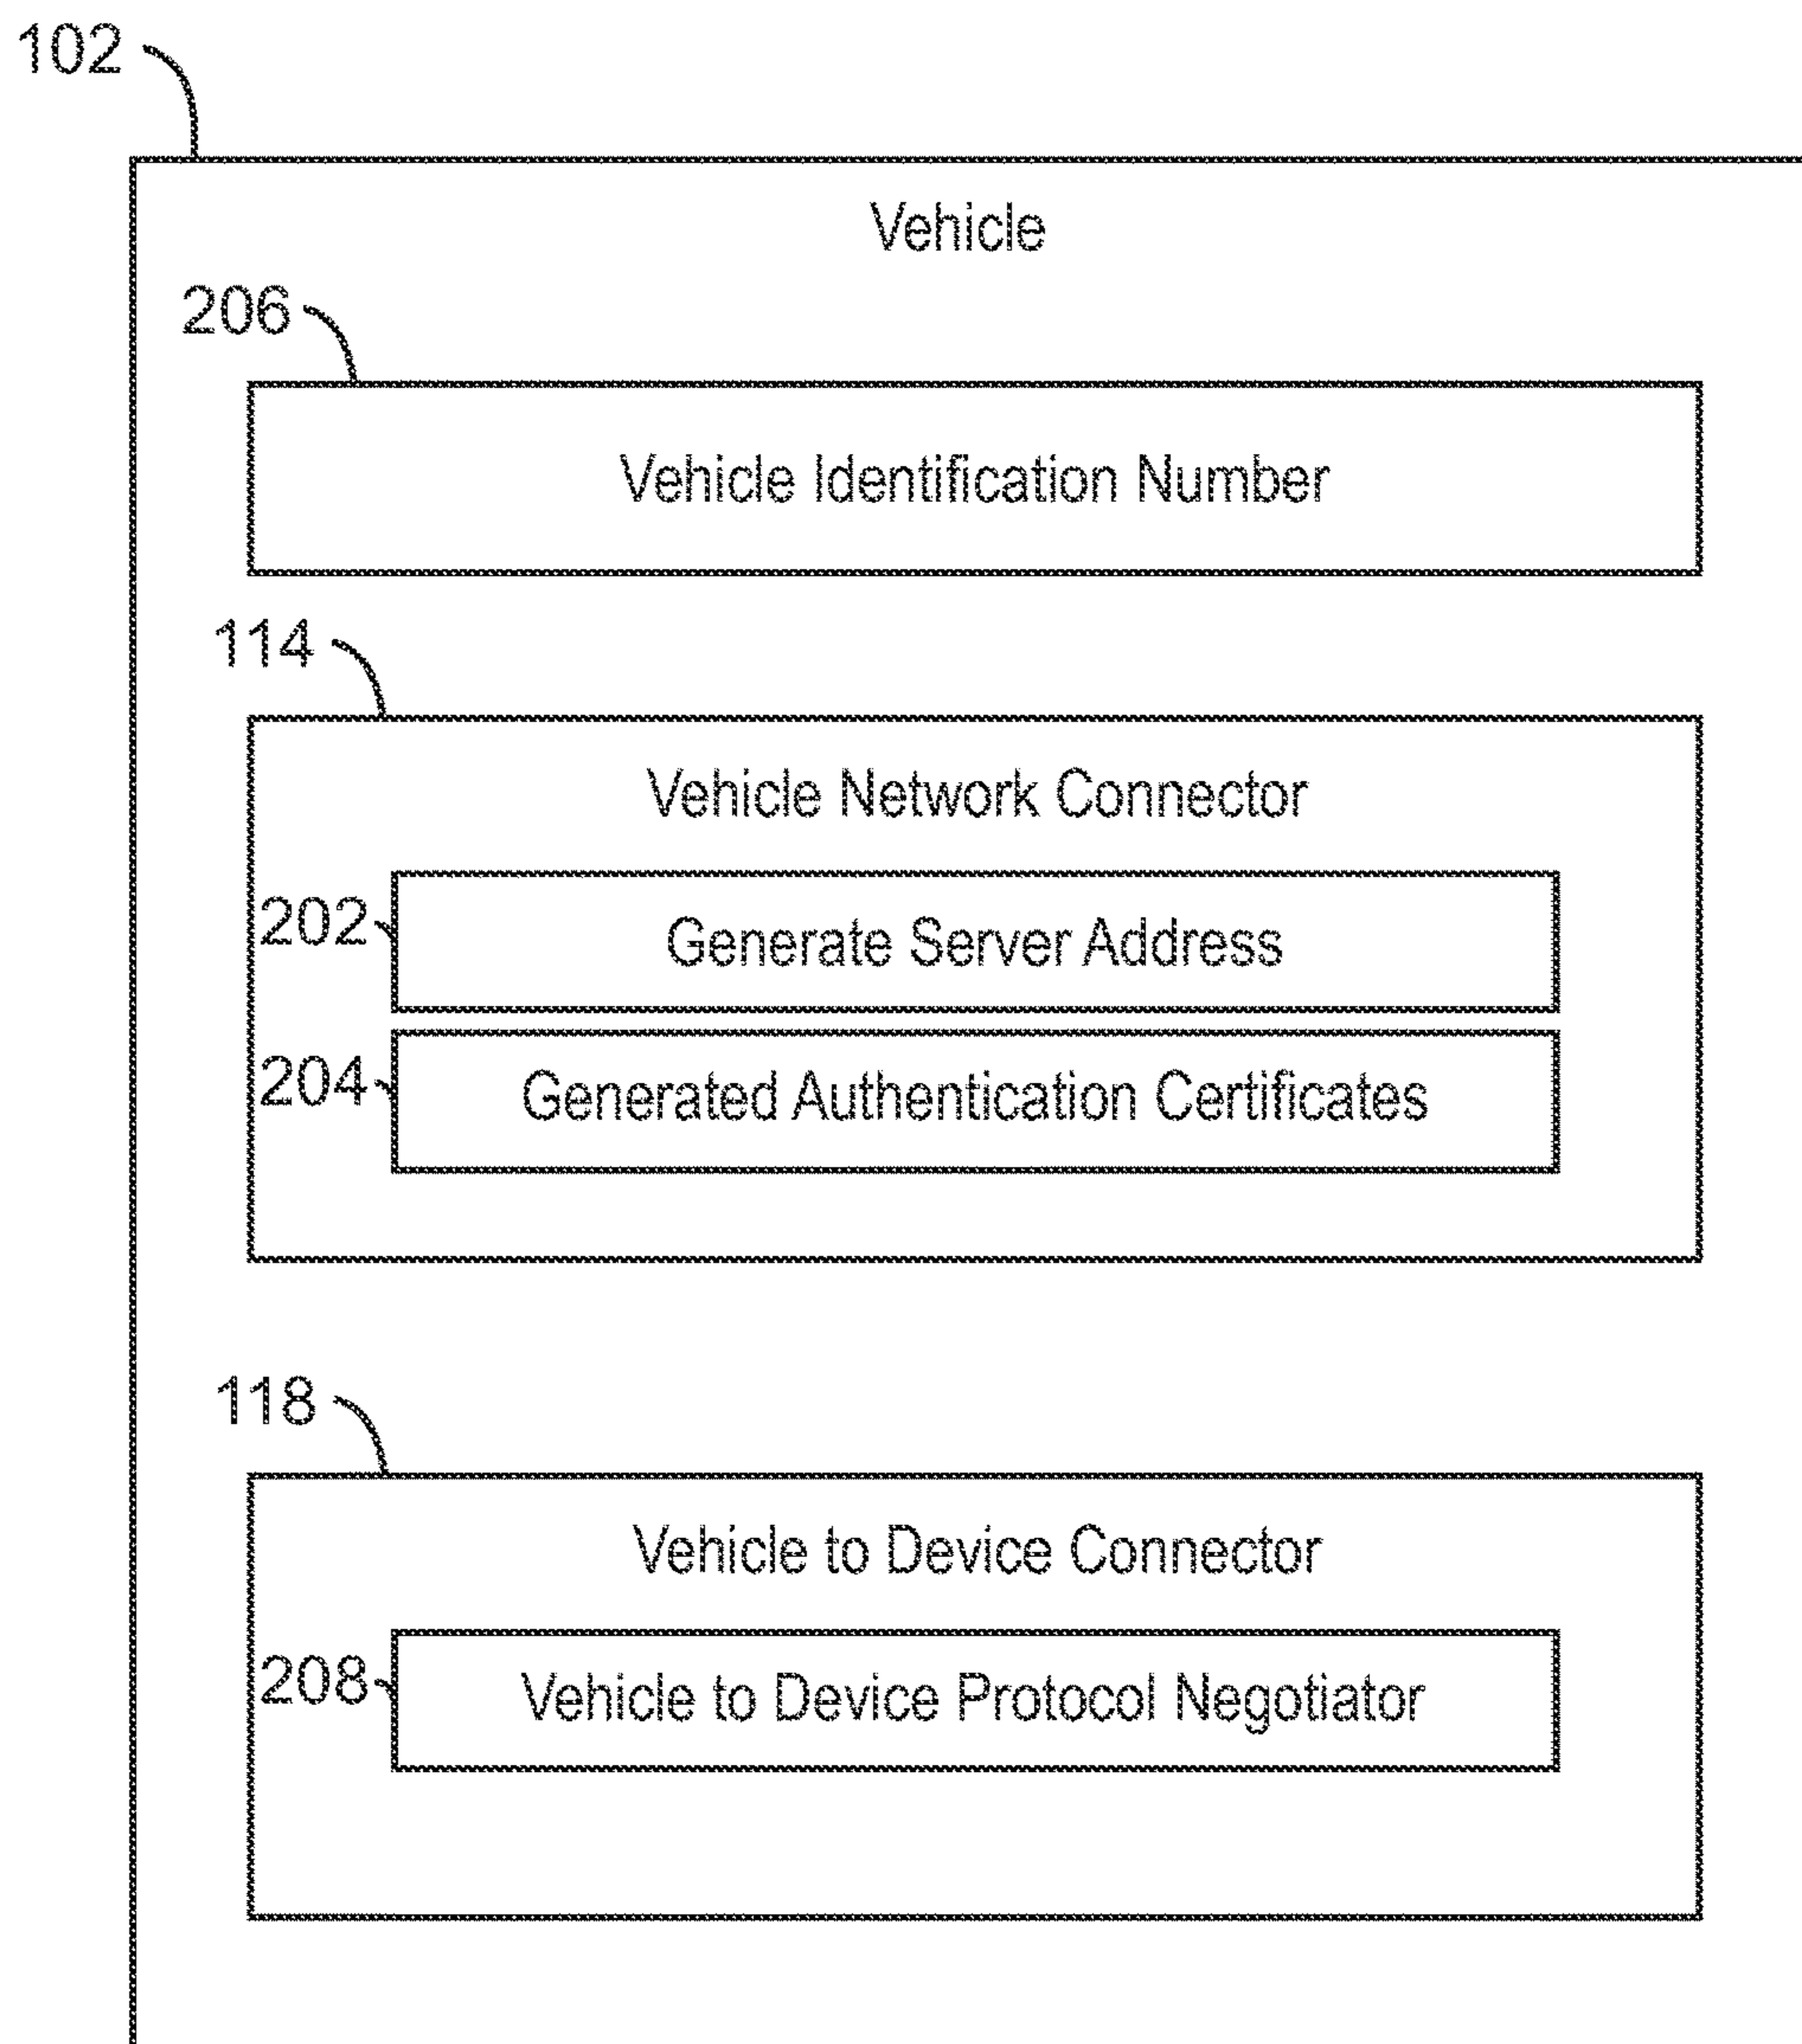 102
Vehicle
206
Vehicle Identification Number
114
Vehicle Network Connector
202
Generate Server Address
204
Generated Authentication Certificates
118
Vehicle to Device Connector
208
Vehicle to Device Protocol Negotiator